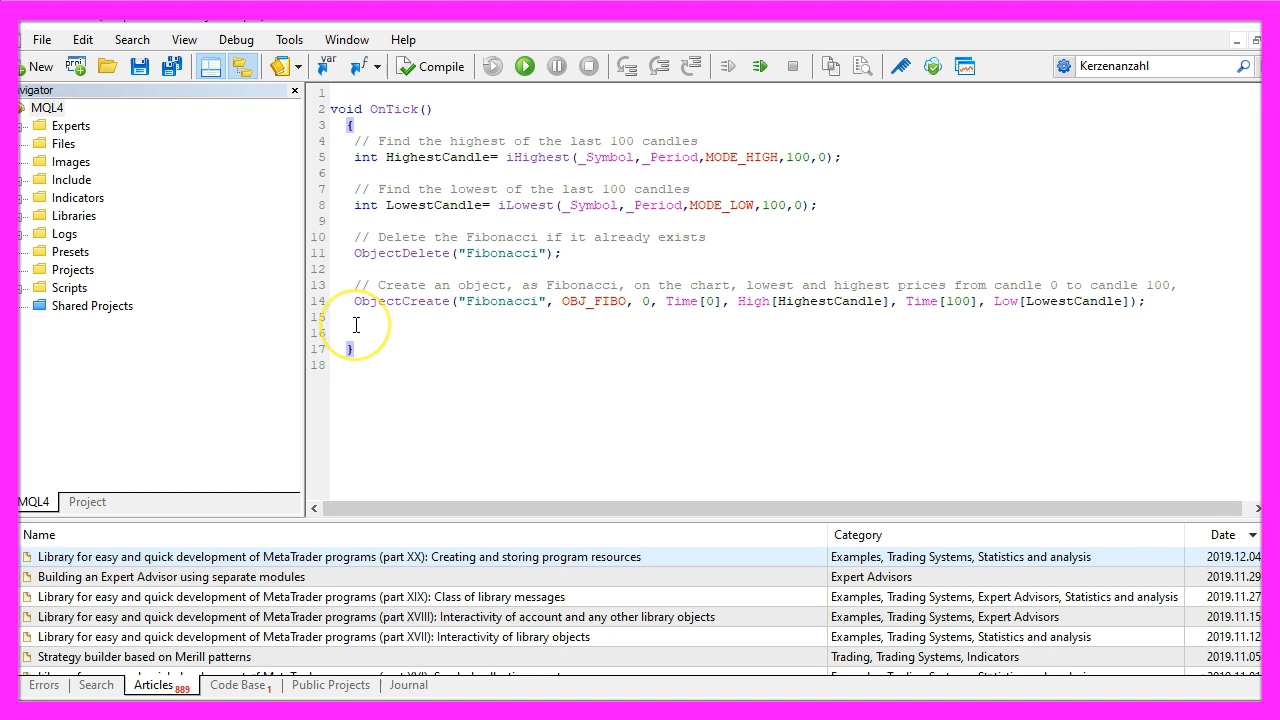 File Edit Search View Debug Tools Window Help
New Compile Kerzenanzahl
MQL4
Experts
Files
Images
Include
Indicators
Libraries
Logs
Presets
Projects
Scripts
Shared Projects
MQL4 Project
1
2 void OnTick()
3 {
4 // Find the highest of the last 100 candles
5 int HighestCandle= iHighest(_Symbol,_Period,MODE_HIGH,100,0);
6
7 // Find the lowest of the last 100 candles
8 int LowestCandle= iLowest(_Symbol,_Period,MODE_LOW,100,0);
9
10 // Delete the Fibonacci if it already exists
11 ObjectDelete("Fibonacci");
12
13 // Create an object, as Fibonacci, on the chart, lowest and highest prices from candle 0 to candle 100,
14 ObjectCreate("Fibonacci", OBJ_FIBO, 0, Time[0], High[HighestCandle], Time[100], Low[LowestCandle]);
15
16
17 }
18
Name Category Date
Library for easy and quick development of MetaTrader programs (part XX): Creating and storing program resources Examples, Trading Systems, Statistics and analysis 2019.12.04
Building an Expert Advisor using separate modules Expert Advisors 2019.11.29
Library for easy and quick development of MetaTrader programs (part XIX): Class of library messages Examples, Trading Systems, Expert Advisors, Statistics and analysis 2019.11.27
Library for easy and quick development of MetaTrader programs (part XVIII): Interactivity of account and any other library objects Examples, Trading Systems, Expert Advisors 2019.11.15
Library for easy and quick development of MetaTrader programs (part XVII): Interactivity of library objects Examples, Trading Systems, Statistics and analysis 2019.11.12
Strategy builder based on Merill patterns Trading, Trading Systems, Indicators 2019.11.05
Errors Search Articles 889 Code Base 1 Public Projects Journal